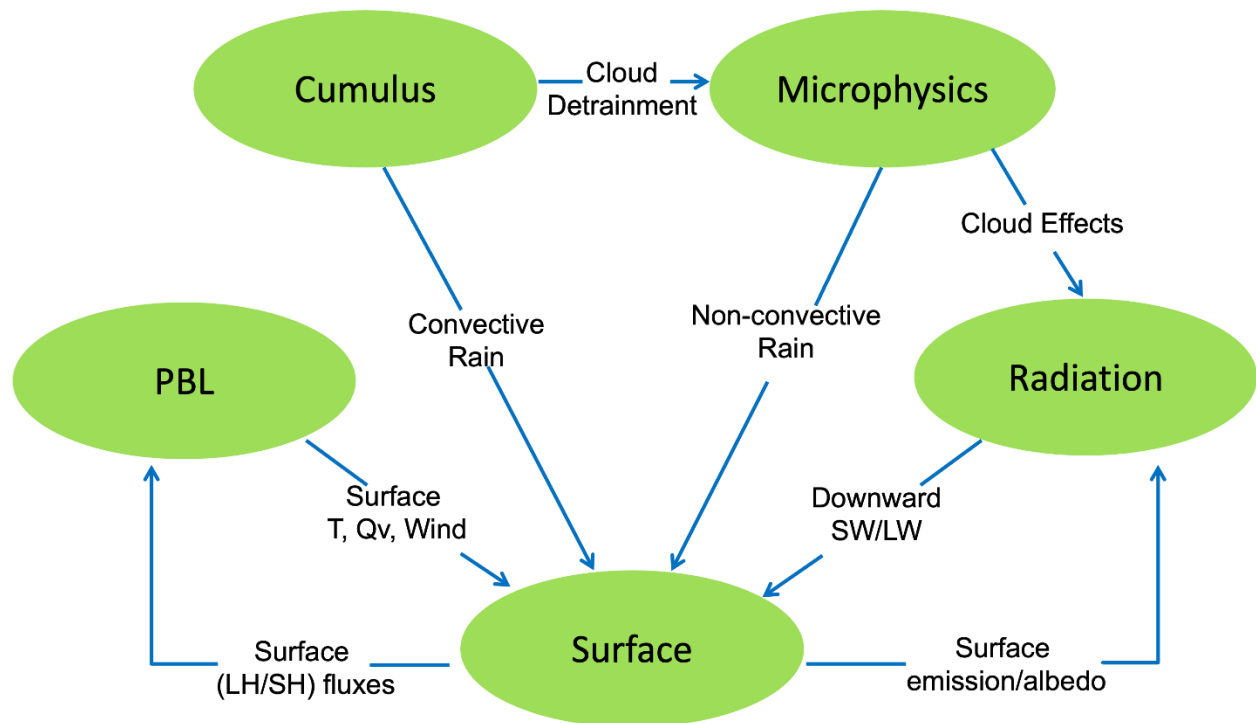 Cumulus
Cloud
Detrainment
Microphysics
Cloud Effects
Convective
Rain
Non-convective
Rain
PBL
Radiation
Surface
T, Qv, Wind
Downward
SW/LW
Surface
(LH/SH) fluxes
Surface
Surface
emission/albedo